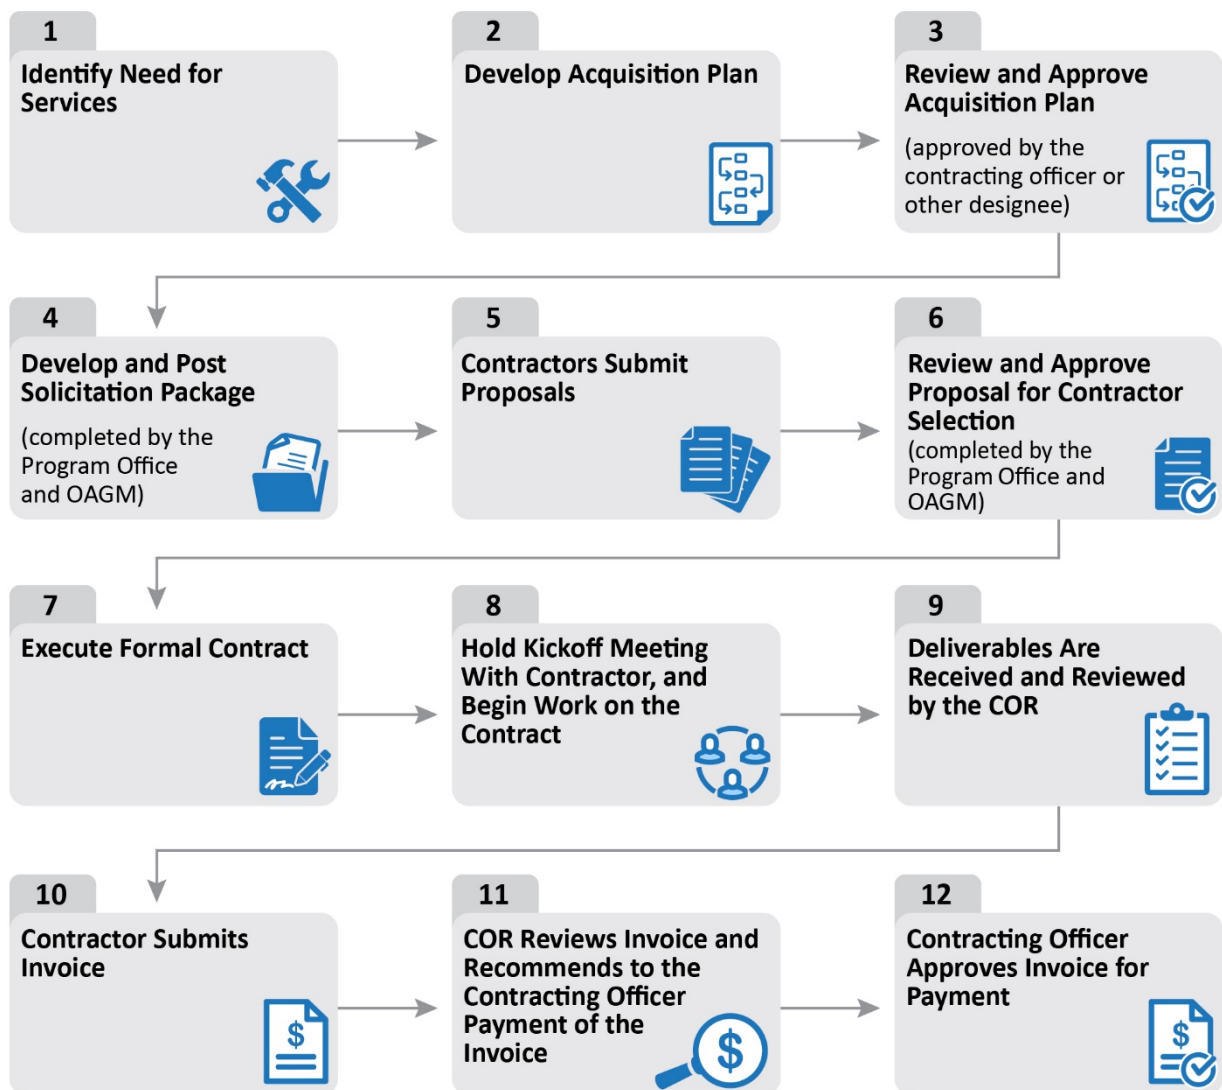 1
Identify Need for
Services
2
Develop Acquisition Plan
3
Review and Approve
Acquisition Plan
(approved by the
contracting officer or
other designee)
4
Develop and Post
Solicitation Package
(completed by the
Program Office
and OAGM)
5
Contractors Submit
Proposals
6
Review and Approve
Proposal for Contractor
Selection
(completed by the
Program Office and
OAGM)
7
Execute Formal Contract
8
Hold Kickoff Meeting
With Contractor, and
Begin Work on the
Contract
9
Deliverables Are
Received and Reviewed
by the COR
10
Contractor Submits
Invoice
$
11
COR Reviews Invoice and
Recommends to the
Contracting Officer
Payment of the
Invoice
$
12
Contracting Officer
Approves Invoice for
Payment
$